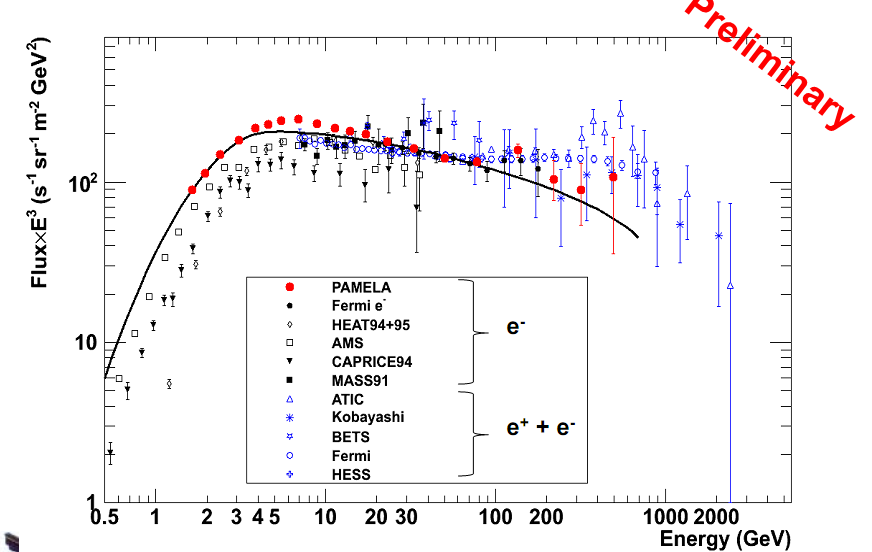 Preliminary
Flux×E³ (s⁻¹ sr⁻¹ m⁻² GeV²)
10²
10
1
PAMELA
Fermi e⁻
HEAT94+95
AMS
CAPRICE94
MASS91
e⁻
ATIC
Kobayashi
BETS
Fermi
HESS
e⁺ + e⁻
0.5 1 2 3 4 5 10 20 30 100 200 1000 2000
Energy (GeV)